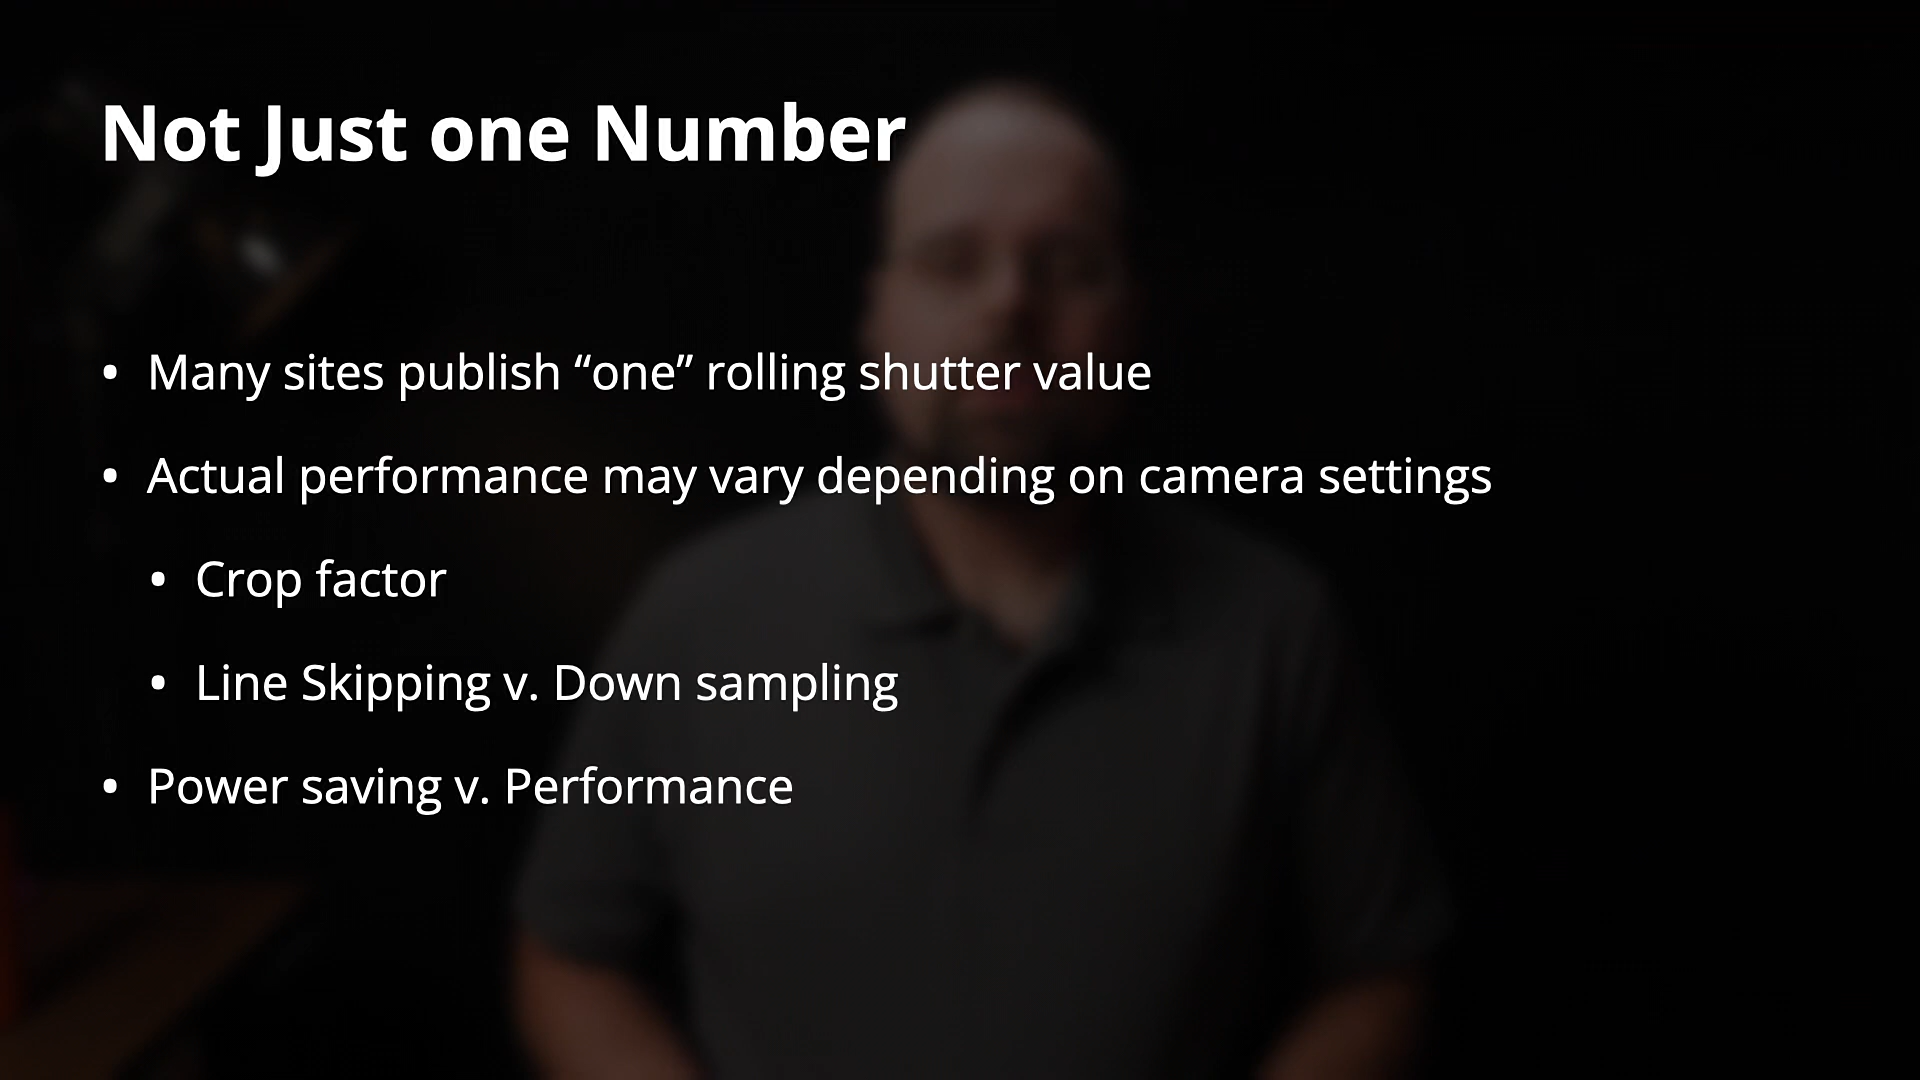 Not Just one Number
• Many sites publish “one” rolling shutter value
• Actual performance may vary depending on camera settings
• Crop factor
• Line Skipping v. Down sampling
• Power saving v. Performance